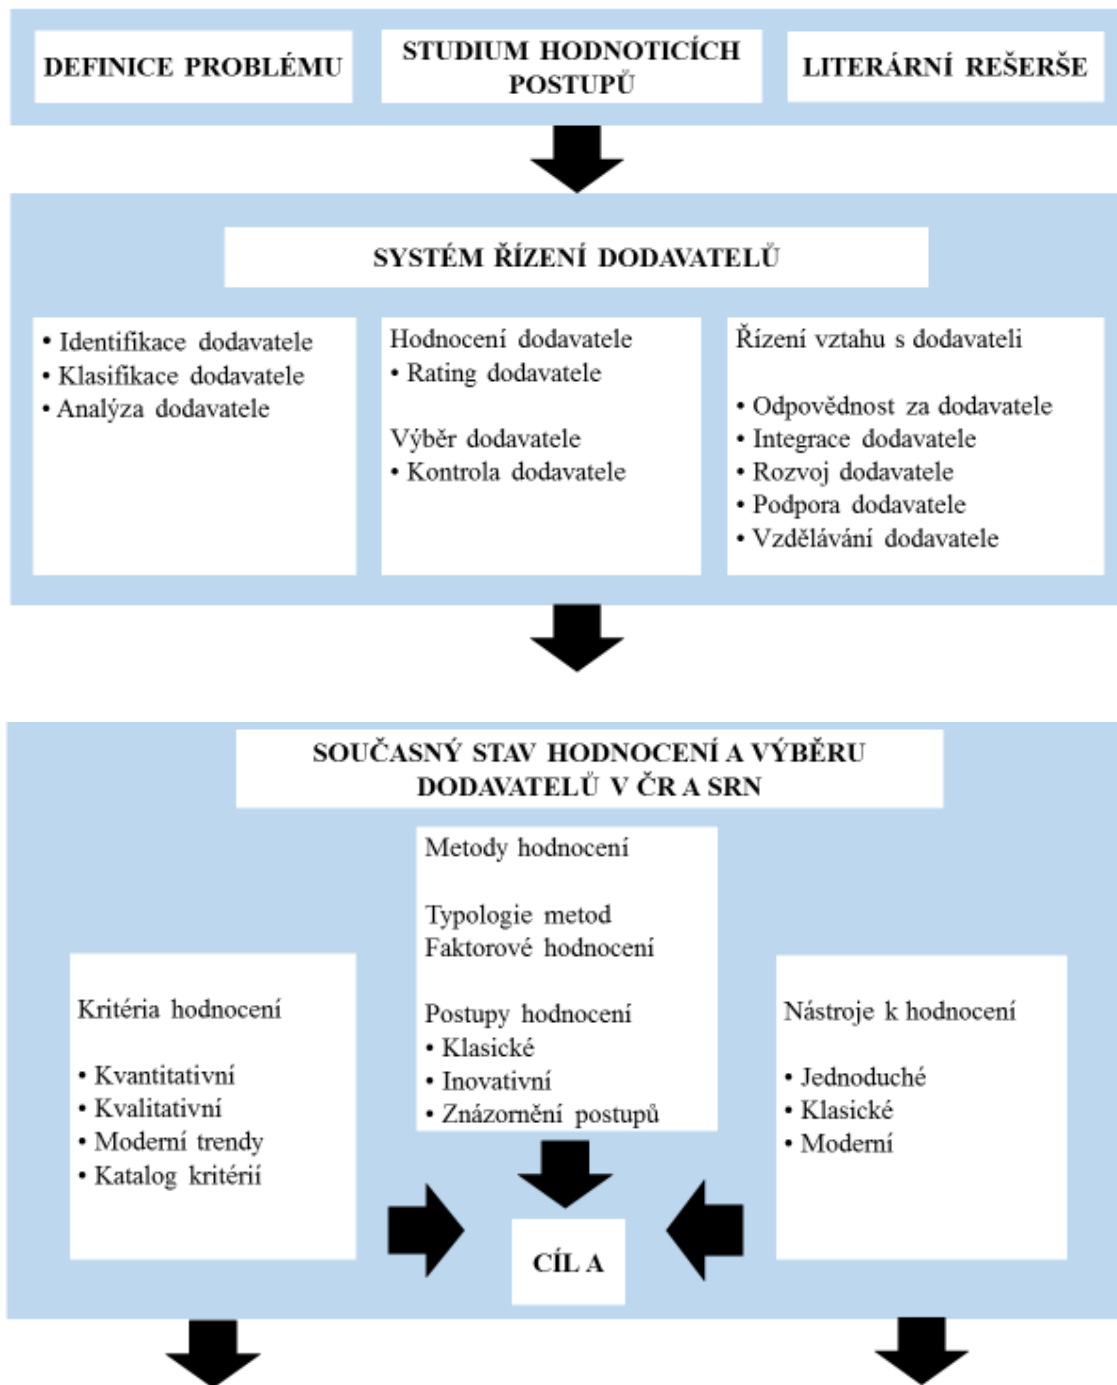 DEFINICE PROBLÉMU
STUDIUM HODNOTICÍCH
POSTUPŮ
LITERÁRNÍ REŠERŠE
SYSTÉM ŘÍZENÍ DODAVATELŮ
• Identifikace dodavatele
• Klasifikace dodavatele
• Analýza dodavatele
Hodnocení dodavatele
• Rating dodavatele
Výběr dodavatele
• Kontrola dodavatele
Řízení vztahu s dodavateli
• Odpovědnost za dodavatele
• Integrace dodavatele
• Rozvoj dodavatele
• Podpora dodavatele
• Vzdělávání dodavatele
SOUČASNÝ STAV HODNOCENÍ A VÝBĚRU
DODAVATELŮ V ČR A SRN
Kritéria hodnocení
• Kvantitativní
• Kvalitativní
• Moderní trendy
• Katalog kritérií
Metody hodnocení
Typologie metod
Faktorové hodnocení
Postupy hodnocení
• Klasické
• Inovativní
• Znázornění postupů
Nástroje k hodnocení
• Jednoduché
• Klasické
• Moderní
CÍL A